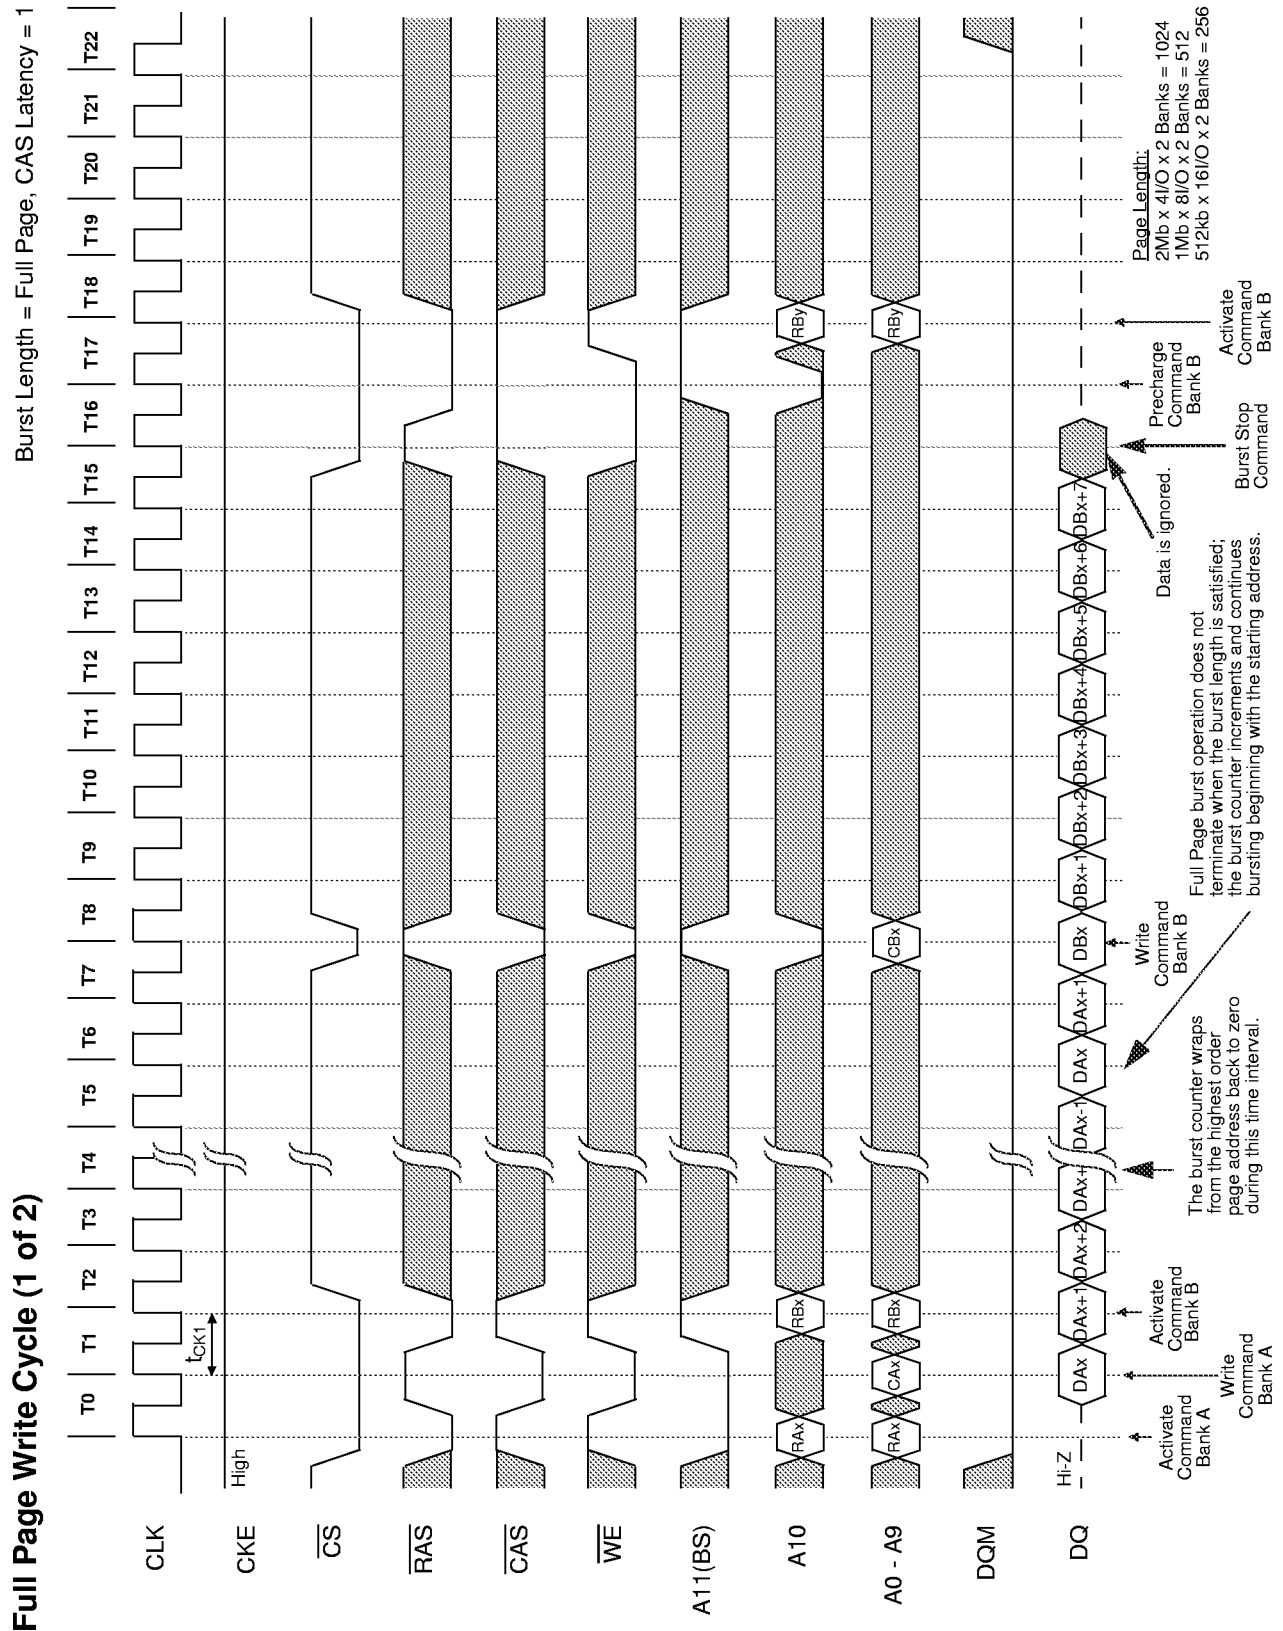 Full Page Write Cycle (1 of 2)
Burst Length = Full Page, CAS Latency = 1
T0 T1 T2 T3 T4 T5 T6 T7 T8 T9 T10 T11 T12 T13 T14 T15 T16 T17 T18 T19 T20 T21 T22
CLK
tCK1
CKE
High
CS
RAS
CAS
WE
A11(BS)
A10
RAx RBx RBy
A0 - A9
RAx CAx RBx CBx RBy
DQM
DQ
Hi-Z
DAx DAx+1 DAx+2 DAx+ DAx-1 DAx DAx+1 DBx DBx+1 DBx+2 DBx+3 DBx+4 DBx+5 DBx+6 DBx+7
Activate
Command
Bank A
Write
Command
Bank A
Activate
Command
Bank B
The burst counter wraps
from the highest order
page address back to zero
during this time interval.
Write
Command
Bank B
Full Page burst operation does not
terminate when the burst length is satisfied;
the burst counter increments and continues
bursting beginning with the starting address.
Data is ignored.
Burst Stop
Command
Precharge
Command
Bank B
Activate
Command
Bank B
Page Length:
2Mb x 4I/O x 2 Banks = 1024
1Mb x 8I/O x 2 Banks = 512
512kb x 16I/O x 2 Banks = 256